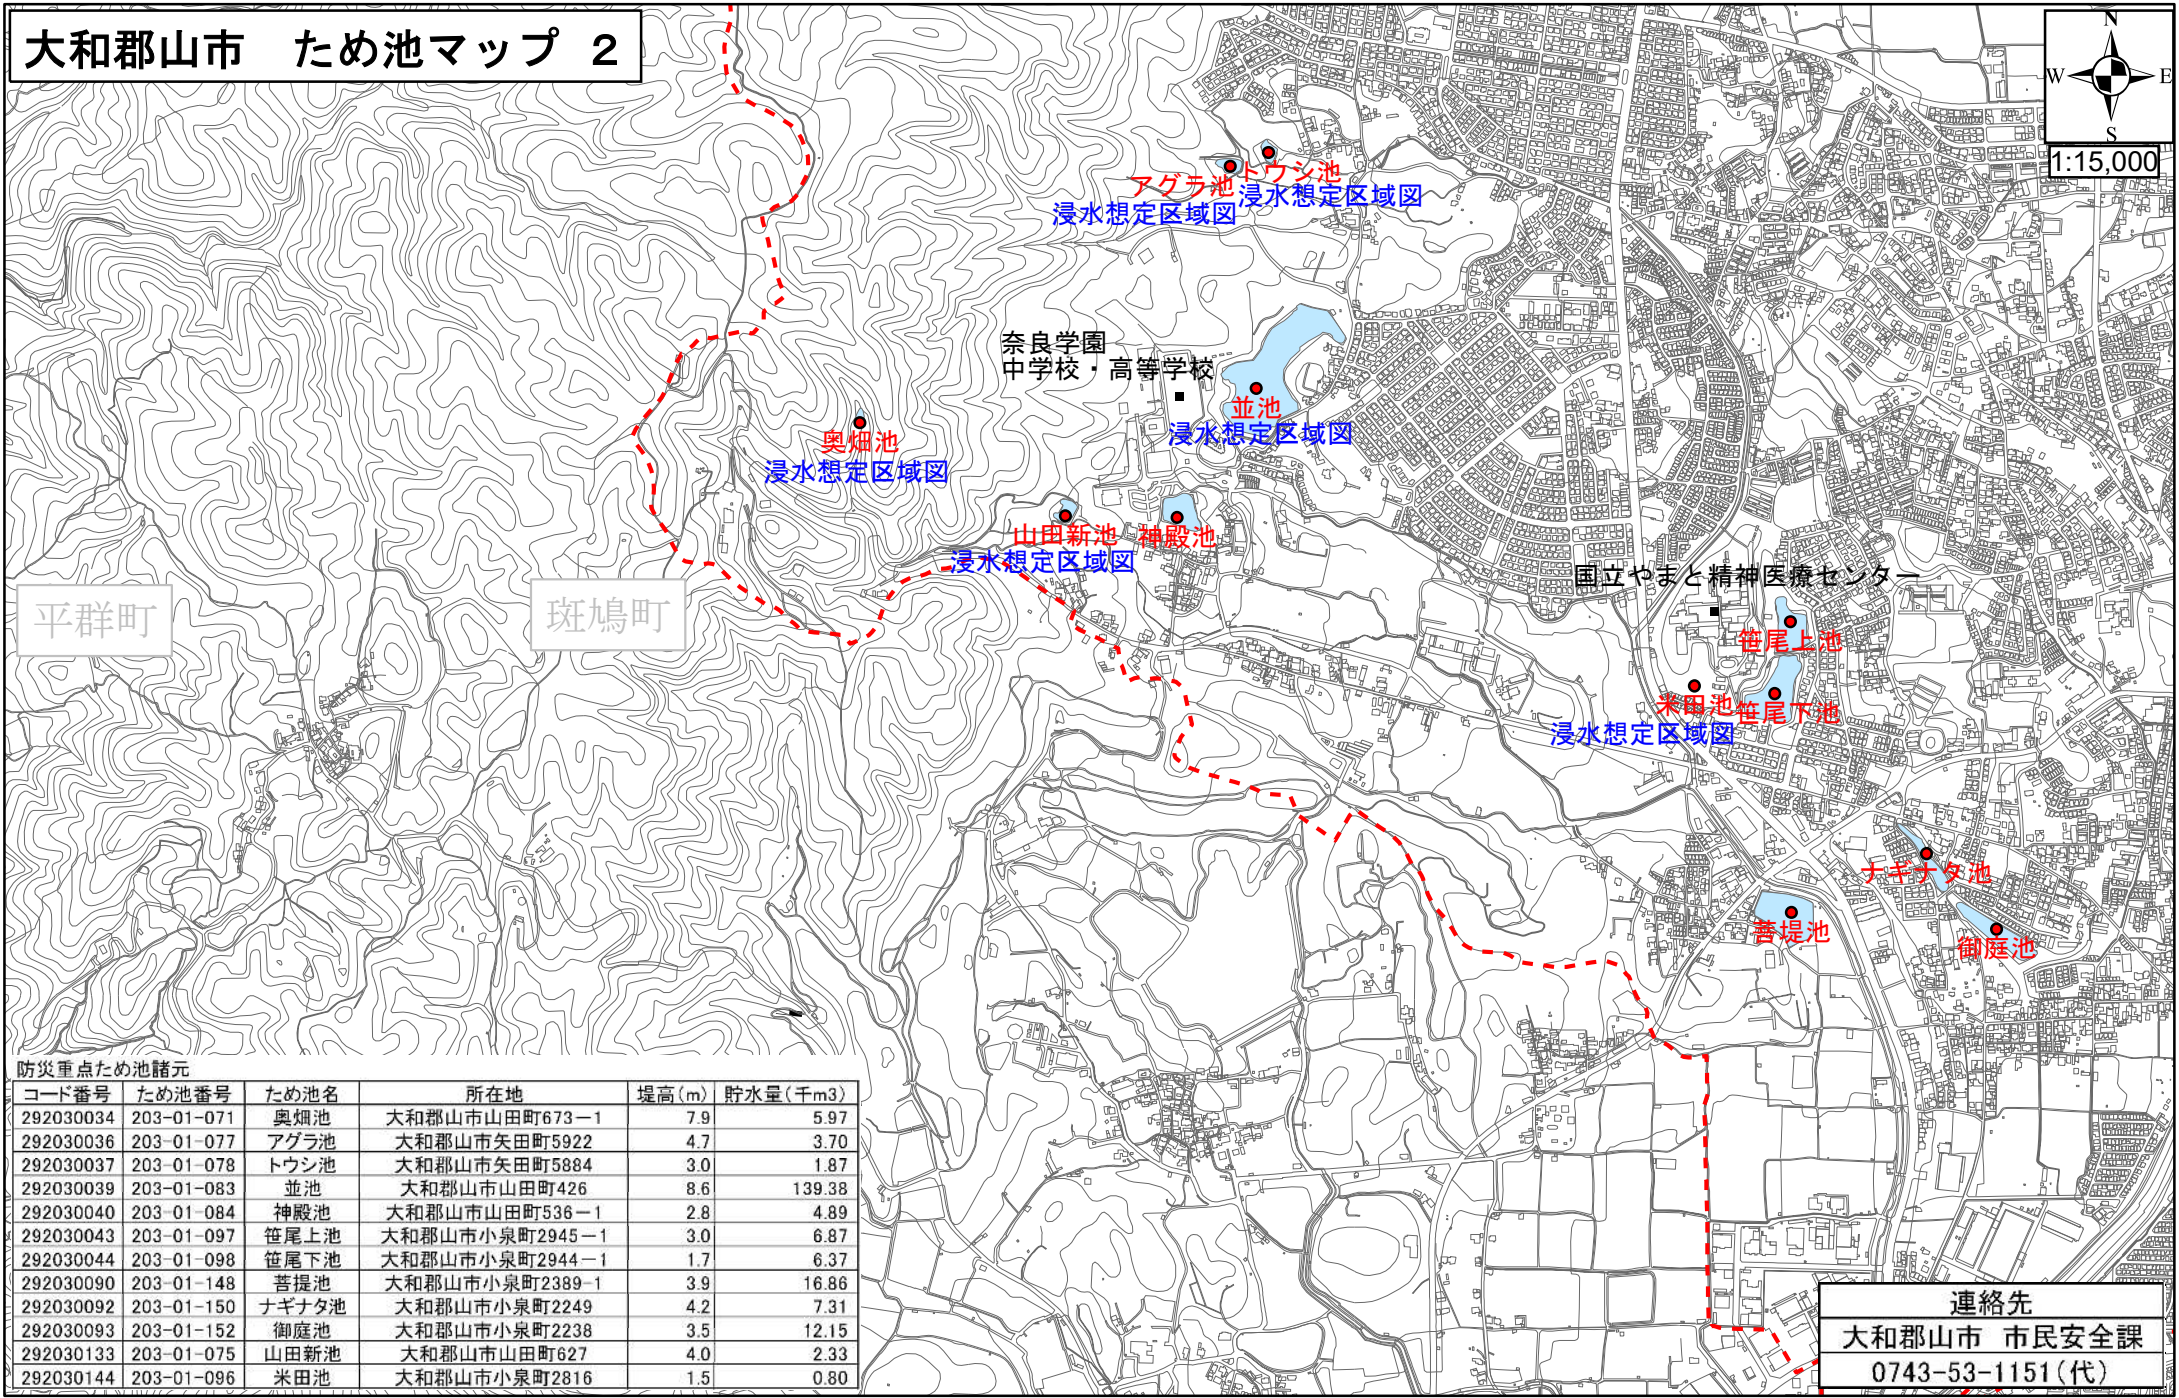 大和郡山市　ため池マップ　2
N
W E
S
1:15,000
トウシ池
アグラ池
浸水想定区域図
浸水想定区域図
奈良学園
中学校・高等学校
並池
浸水想定区域図
奥畑池
浸水想定区域図
山田新池
神殿池
浸水想定区域図
国立やまと精神医療センター
平群町
斑鳩町
笹尾上池
米田池
笹尾下池
浸水想定区域図
ナギナタ池
菩堤池
御庭池
防災重点ため池諸元
コード番号 ため池番号 ため池名 所在地 堤高(m) 貯水量(千m3)
292030034 203-01-071 奥畑池 大和郡山市山田町673－1 7.9 5.97
292030036 203-01-077 アグラ池 大和郡山市矢田町5922 4.7 3.70
292030037 203-01-078 トウシ池 大和郡山市矢田町5884 3.0 1.87
292030039 203-01-083 並池 大和郡山市山田町426 8.6 139.38
292030040 203-01-084 神殿池 大和郡山市山田町536－1 2.8 4.89
292030043 203-01-097 笹尾上池 大和郡山市小泉町2945－1 3.0 6.87
292030044 203-01-098 笹尾下池 大和郡山市小泉町2944－1 1.7 6.37
292030090 203-01-148 菩提池 大和郡山市小泉町2389-1 3.9 16.86
292030092 203-01-150 ナギナタ池 大和郡山市小泉町2249 4.2 7.31
292030093 203-01-152 御庭池 大和郡山市小泉町2238 3.5 12.15
292030133 203-01-075 山田新池 大和郡山市山田町627 4.0 2.33
292030144 203-01-096 米田池 大和郡山市小泉町2816 1.5 0.80
連絡先
大和郡山市　市民安全課
0743-53-1151(代)